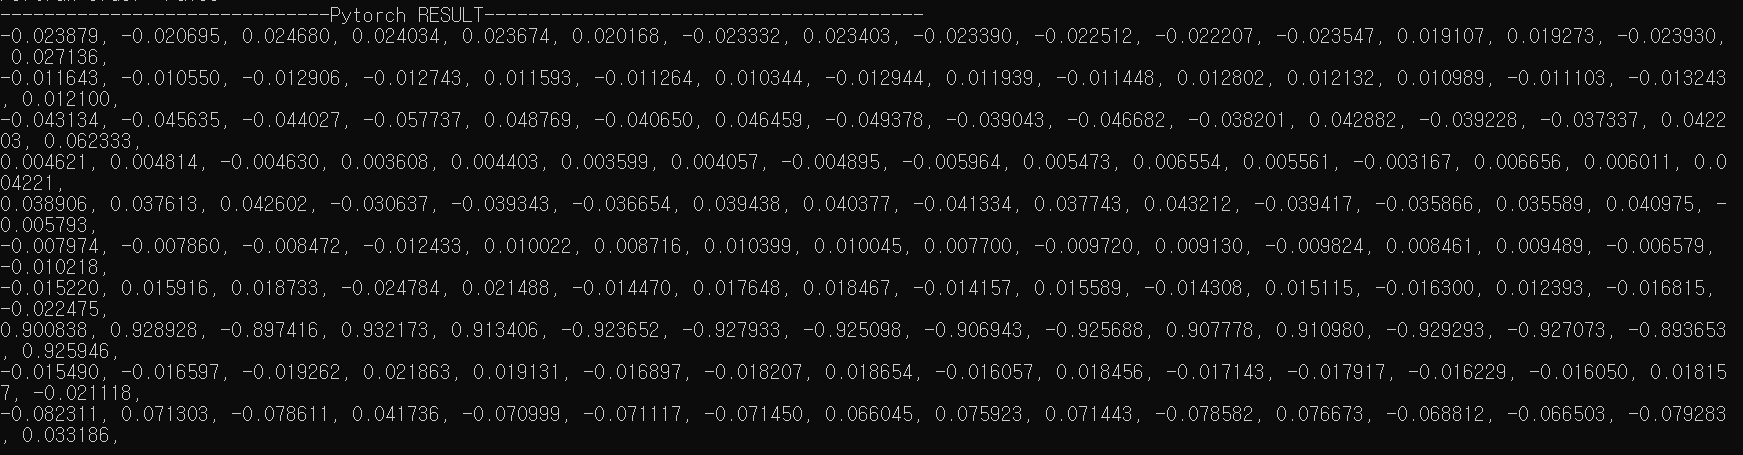 ------------------------------Pytorch RESULT----------------------------------------
-0.023879, -0.020695, 0.024680, 0.024034, 0.023674, 0.020168, -0.023332, 0.023403, -0.023390, -0.022512, -0.022207, -0.023547, 0.019107, 0.019273, -0.023930,
 0.027136,
-0.011643, -0.010550, -0.012906, -0.012743, 0.011593, -0.011264, 0.010344, -0.012944, 0.011939, -0.011448, 0.012802, 0.012132, 0.010989, -0.011103, -0.013243
, 0.012100,
-0.043134, -0.045635, -0.044027, -0.057737, 0.048769, -0.040650, 0.046459, -0.049378, -0.039043, -0.046682, -0.038201, 0.042882, -0.039228, -0.037337, 0.0422
03, 0.062333,
0.004621, 0.004814, -0.004630, 0.003608, 0.004403, 0.003599, 0.004057, -0.004895, -0.005964, 0.005473, 0.006554, 0.005561, -0.003167, 0.006656, 0.006011, 0.0
04221,
0.038906, 0.037613, 0.042602, -0.030637, -0.039343, -0.036654, 0.039438, 0.040377, -0.041334, 0.037743, 0.043212, -0.039417, -0.035866, 0.035589, 0.040975, -
0.005793,
-0.007974, -0.007860, -0.008472, -0.012433, 0.010022, 0.008716, 0.010399, 0.010045, 0.007700, -0.009720, 0.009130, -0.009824, 0.008461, 0.009489, -0.006579,
-0.010218,
-0.015220, 0.015916, 0.018733, -0.024784, 0.021488, -0.014470, 0.017648, 0.018467, -0.014157, 0.015589, -0.014308, 0.015115, -0.016300, 0.012393, -0.016815,
-0.022475,
0.900838, 0.928928, -0.897416, 0.932173, 0.913406, -0.923652, -0.927933, -0.925098, -0.906943, -0.925688, 0.907778, 0.910980, -0.929293, -0.927073, -0.893653
, 0.925946,
-0.015490, -0.016597, -0.019262, 0.021863, 0.019131, -0.016897, -0.018207, 0.018654, -0.016057, 0.018456, -0.017143, -0.017917, -0.016229, -0.016050, 0.01815
7, -0.021118,
-0.082311, 0.071303, -0.078611, 0.041736, -0.070999, -0.071117, -0.071450, 0.066045, 0.075923, 0.071443, -0.078582, 0.076673, -0.068812, -0.066503, -0.079283
, 0.033186,